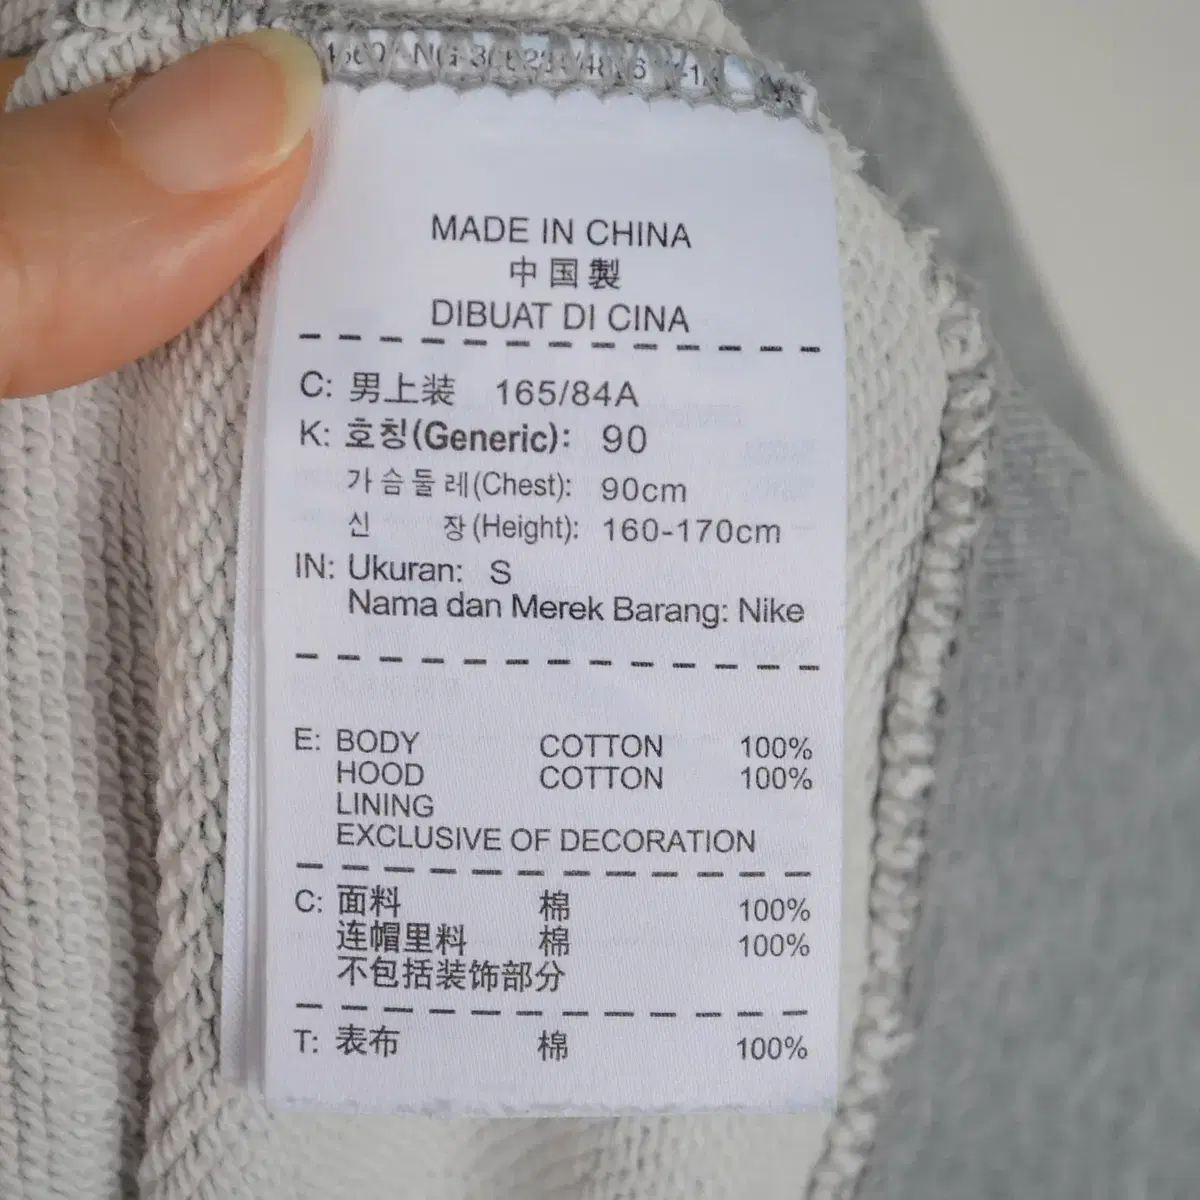 MADE IN CHINA
中国製
DIBUAT DI CINA
C: 男上装 165/84A
K: 호칭(Generic): 90
가슴둘레(Chest): 90cm
신 장(Height): 160-170cm
IN: Ukuran: S
Nama dan Merek Barang: Nike
E: BODY COTTON 100%
HOOD COTTON 100%
LINING
EXCLUSIVE OF DECORATION
C: 面料 棉 100%
连帽里料 棉 100%
不包括装饰部分
T: 表布 棉 100%